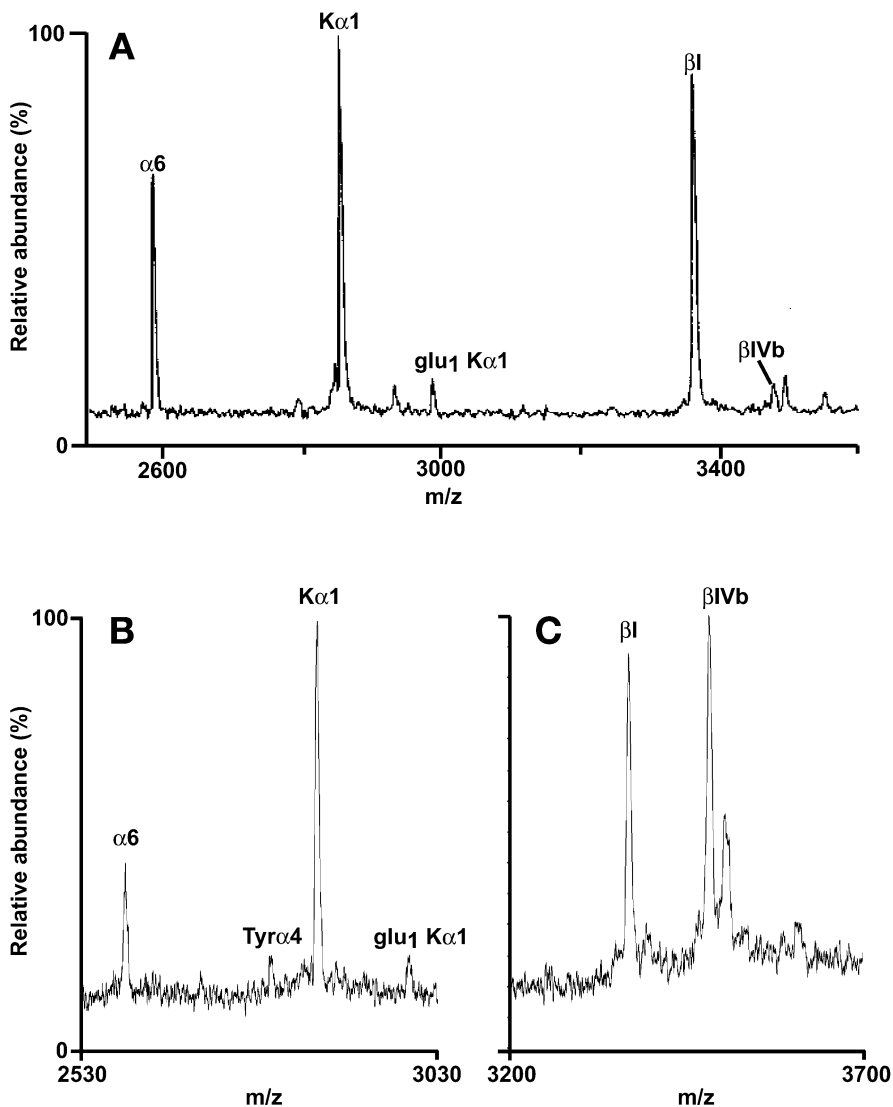 100
A
Kα1
βI
α6
glu1 Kα1
βIVb
Relative abundance (%)
0
2600
3000
3400
m/z
Kα1
βIVb
100
B
C
βI
α6
Tyrα4
glu1 Kα1
Relative abundance (%)
0
2530
3030
3200
3700
m/z
m/z